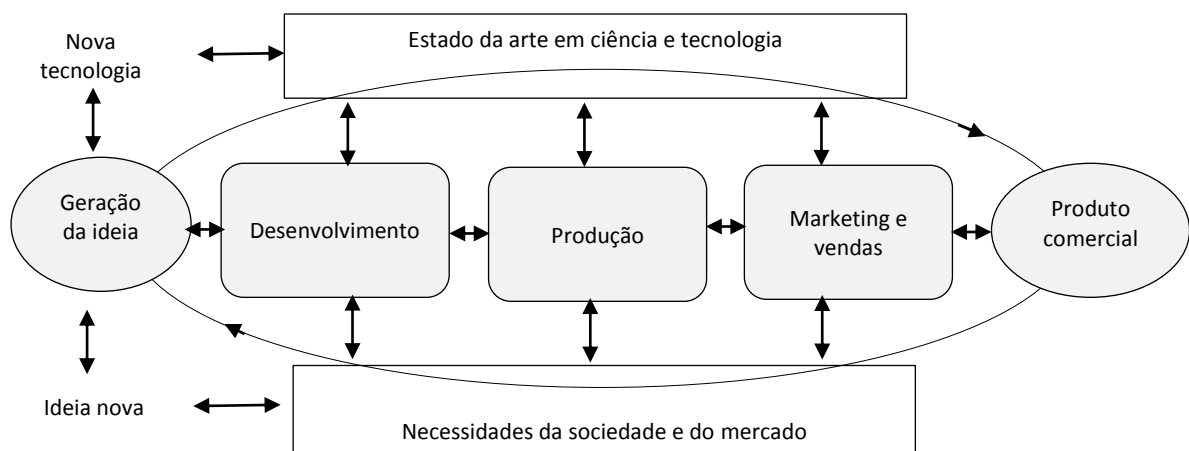 Nova
tecnologia
Estado da arte em ciência e tecnologia
Geração
da ideia
Desenvolvimento
Produção
Marketing e
vendas
Produto
comercial
Ideia nova
Necessidades da sociedade e do mercado